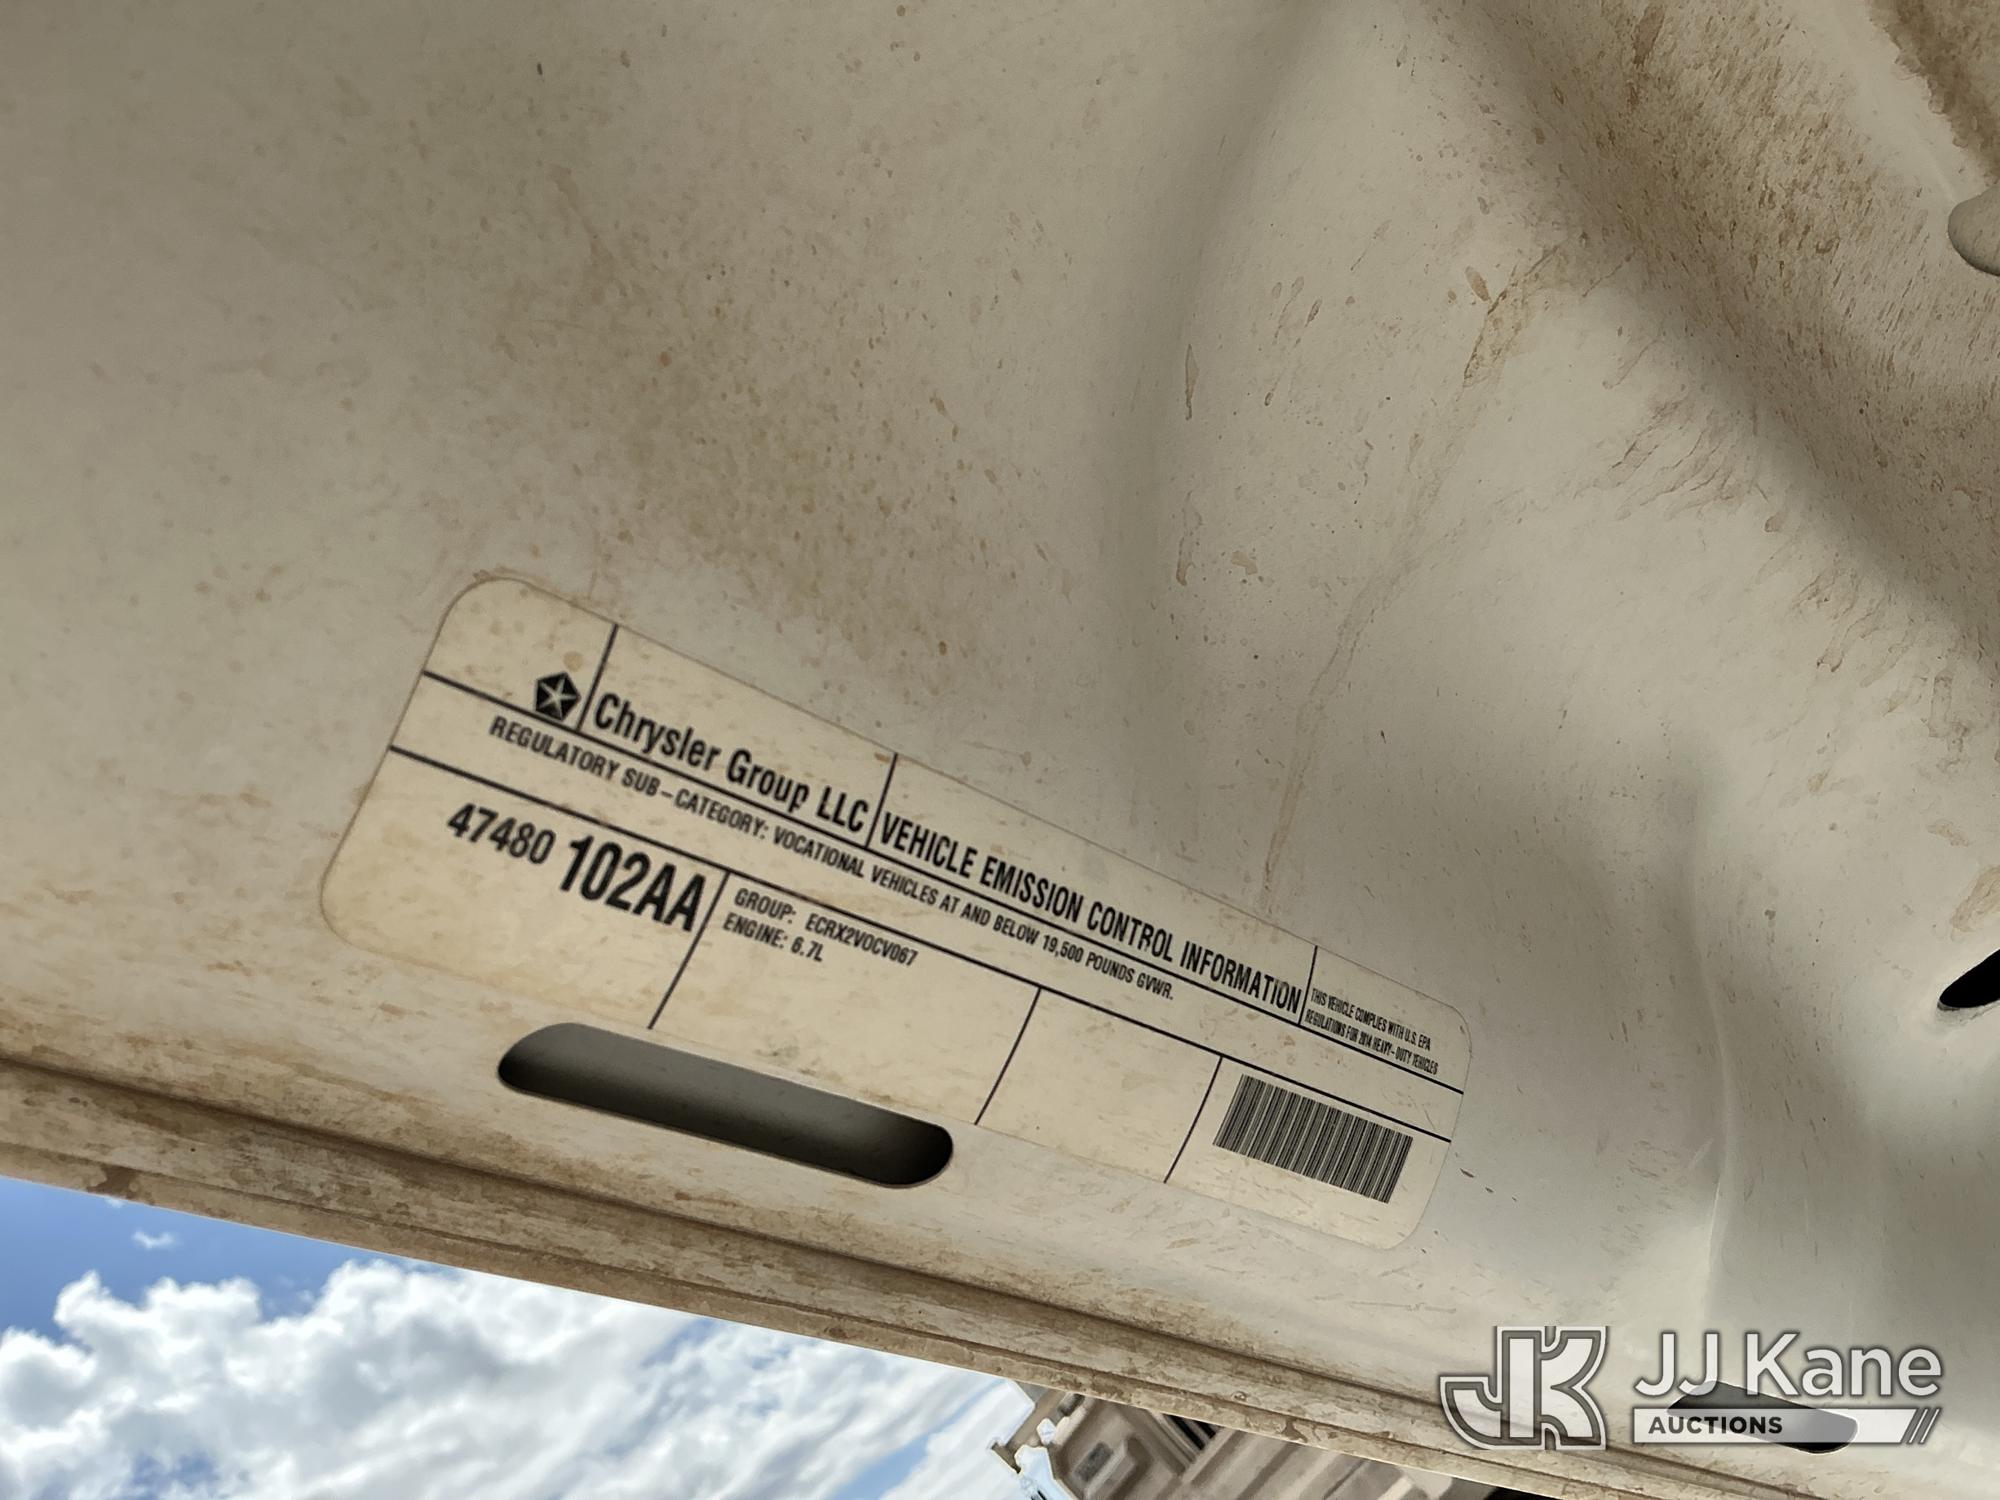 Chrysler Group LLC
VEHICLE EMISSION CONTROL INFORMATION
THIS VEHICLE COMPLIES WITH U.S. EPA
REGULATIONS FOR 2014 HEAVY-DUTY VEHICLES
REGULATORY SUB-CATEGORY: VOCATIONAL VEHICLES AT AND BELOW 19,500 POUNDS GVWR.
47480 102AA
GROUP: ECRX2VOCV067
ENGINE: 6.7L
JK JJ Kane
AUCTIONS